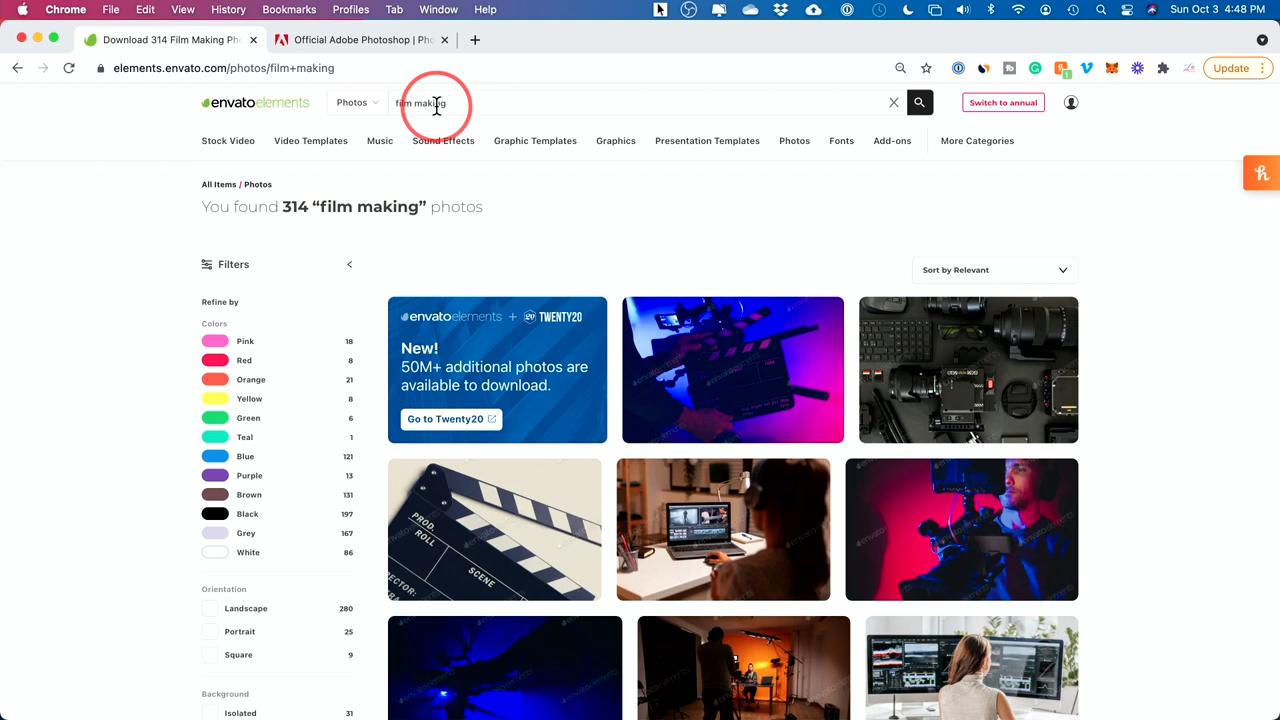 Chrome File Edit View History Bookmarks Profiles Tab Window Help Sun Oct 3 4:48 PM
Download 314 Film Making Ph
Official Adobe Photoshop | Pho
elements.envato.com/photos/film+making
Update
envato elements
Photos
film making
Switch to annual
Stock Video Video Templates Music Sound Effects Graphic Templates Graphics Presentation Templates Photos Fonts Add-ons More Categories
All Items / Photos
You found 314 “film making” photos
Filters
Sort by Relevant
Refine by
Colors
Pink 18
Red 8
Orange 21
Yellow 8
Green 6
Teal 1
Blue 121
Purple 13
Brown 131
Black 197
Grey 167
White 86
Orientation
Landscape 280
Portrait 25
Square 9
Background
Isolated 31
envato elements + TWENTY20
New!
50M+ additional photos are
available to download.
Go to Twenty20
PROD.
ROLL
SCENE